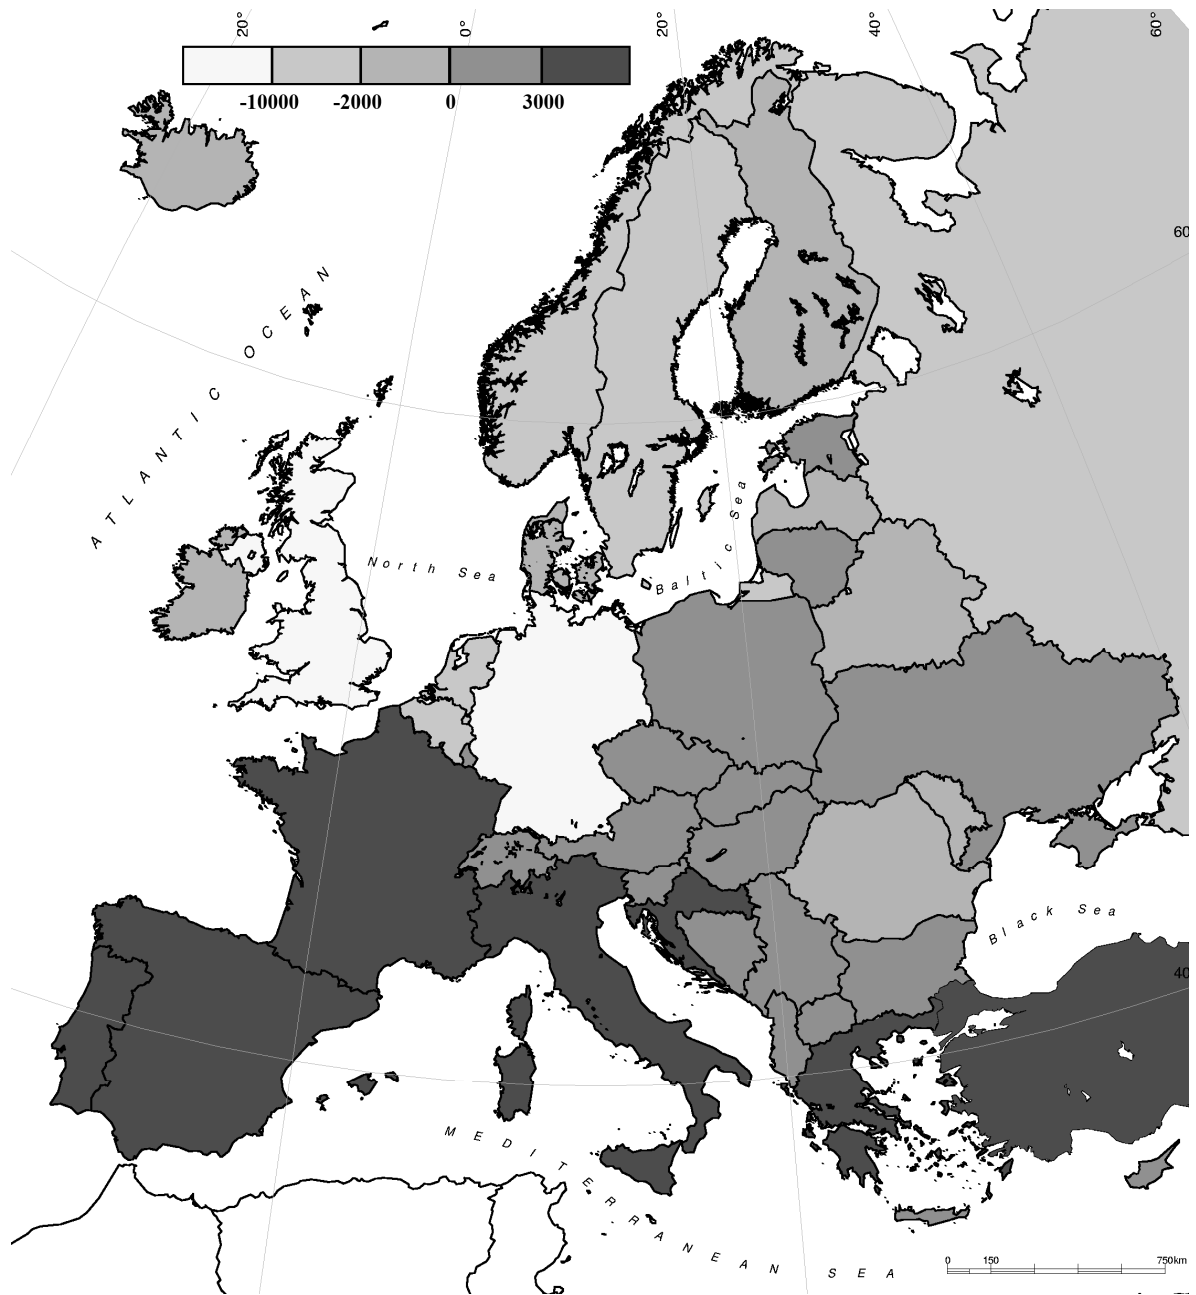 20°
0°
20°
40°
60°
-10000
-2000
0
3000
60
ATLANTIC OCEAN
North Sea
Baltic Sea
Black Sea
40
MEDITERRANEAN SEA
0
150
750km